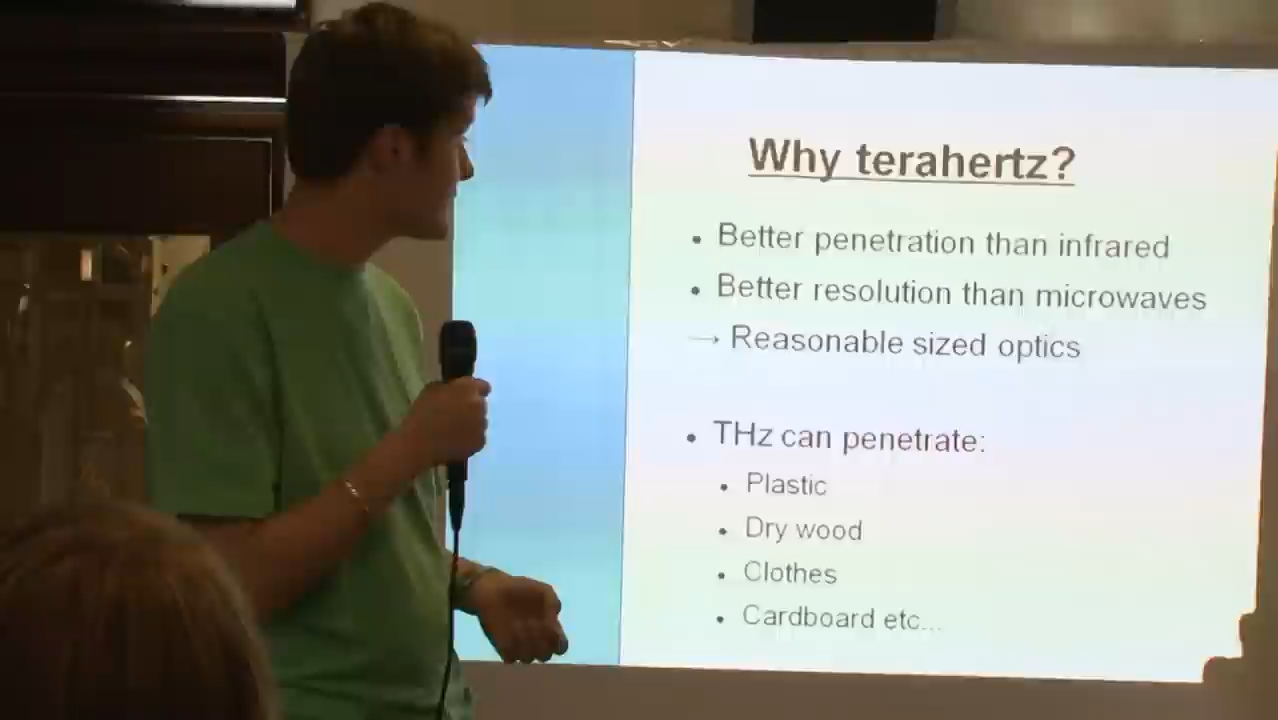 Why terahertz?
• Better penetration than infrared
• Better resolution than microwaves
→ Reasonable sized optics
• THz can penetrate:
• Plastic
• Dry wood
• Clothes
• Cardboard etc...